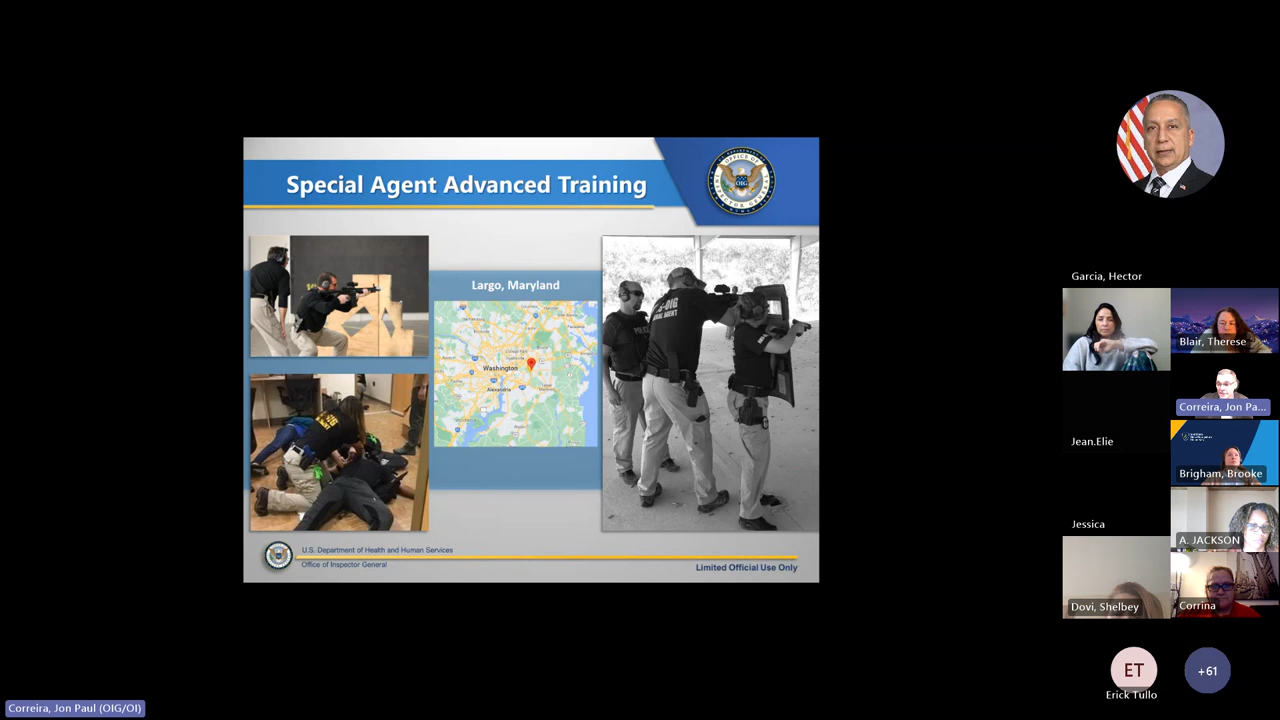 Special Agent Advanced Training
Largo, Maryland
Washington
Alexandria
POLICE
U.S. Department of Health and Human Services
Office of Inspector General
Limited Official Use Only
Garcia, Hector
Blair, Therese
Correira, Jon Pa...
Jean.Elie
Brigham, Brooke
Jessica
A. JACKSON
Dovi, Shelbey
Corrina
ET
+61
Erick Tullo
Correira, Jon Paul (OIG/OI)